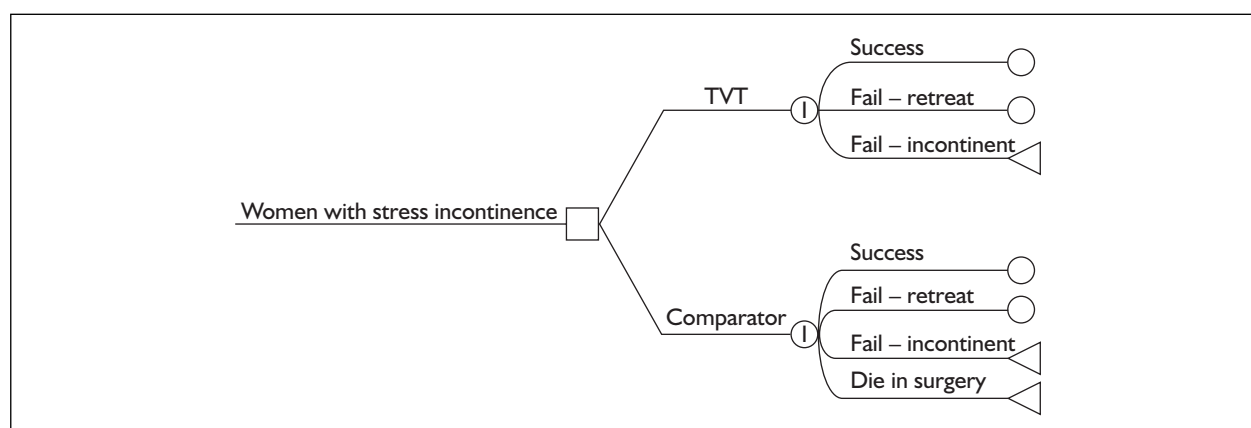 Success
TVT
Fail – retreat
Fail – incontinent
Women with stress incontinence
Success
Fail – retreat
Comparator
Fail – incontinent
Die in surgery